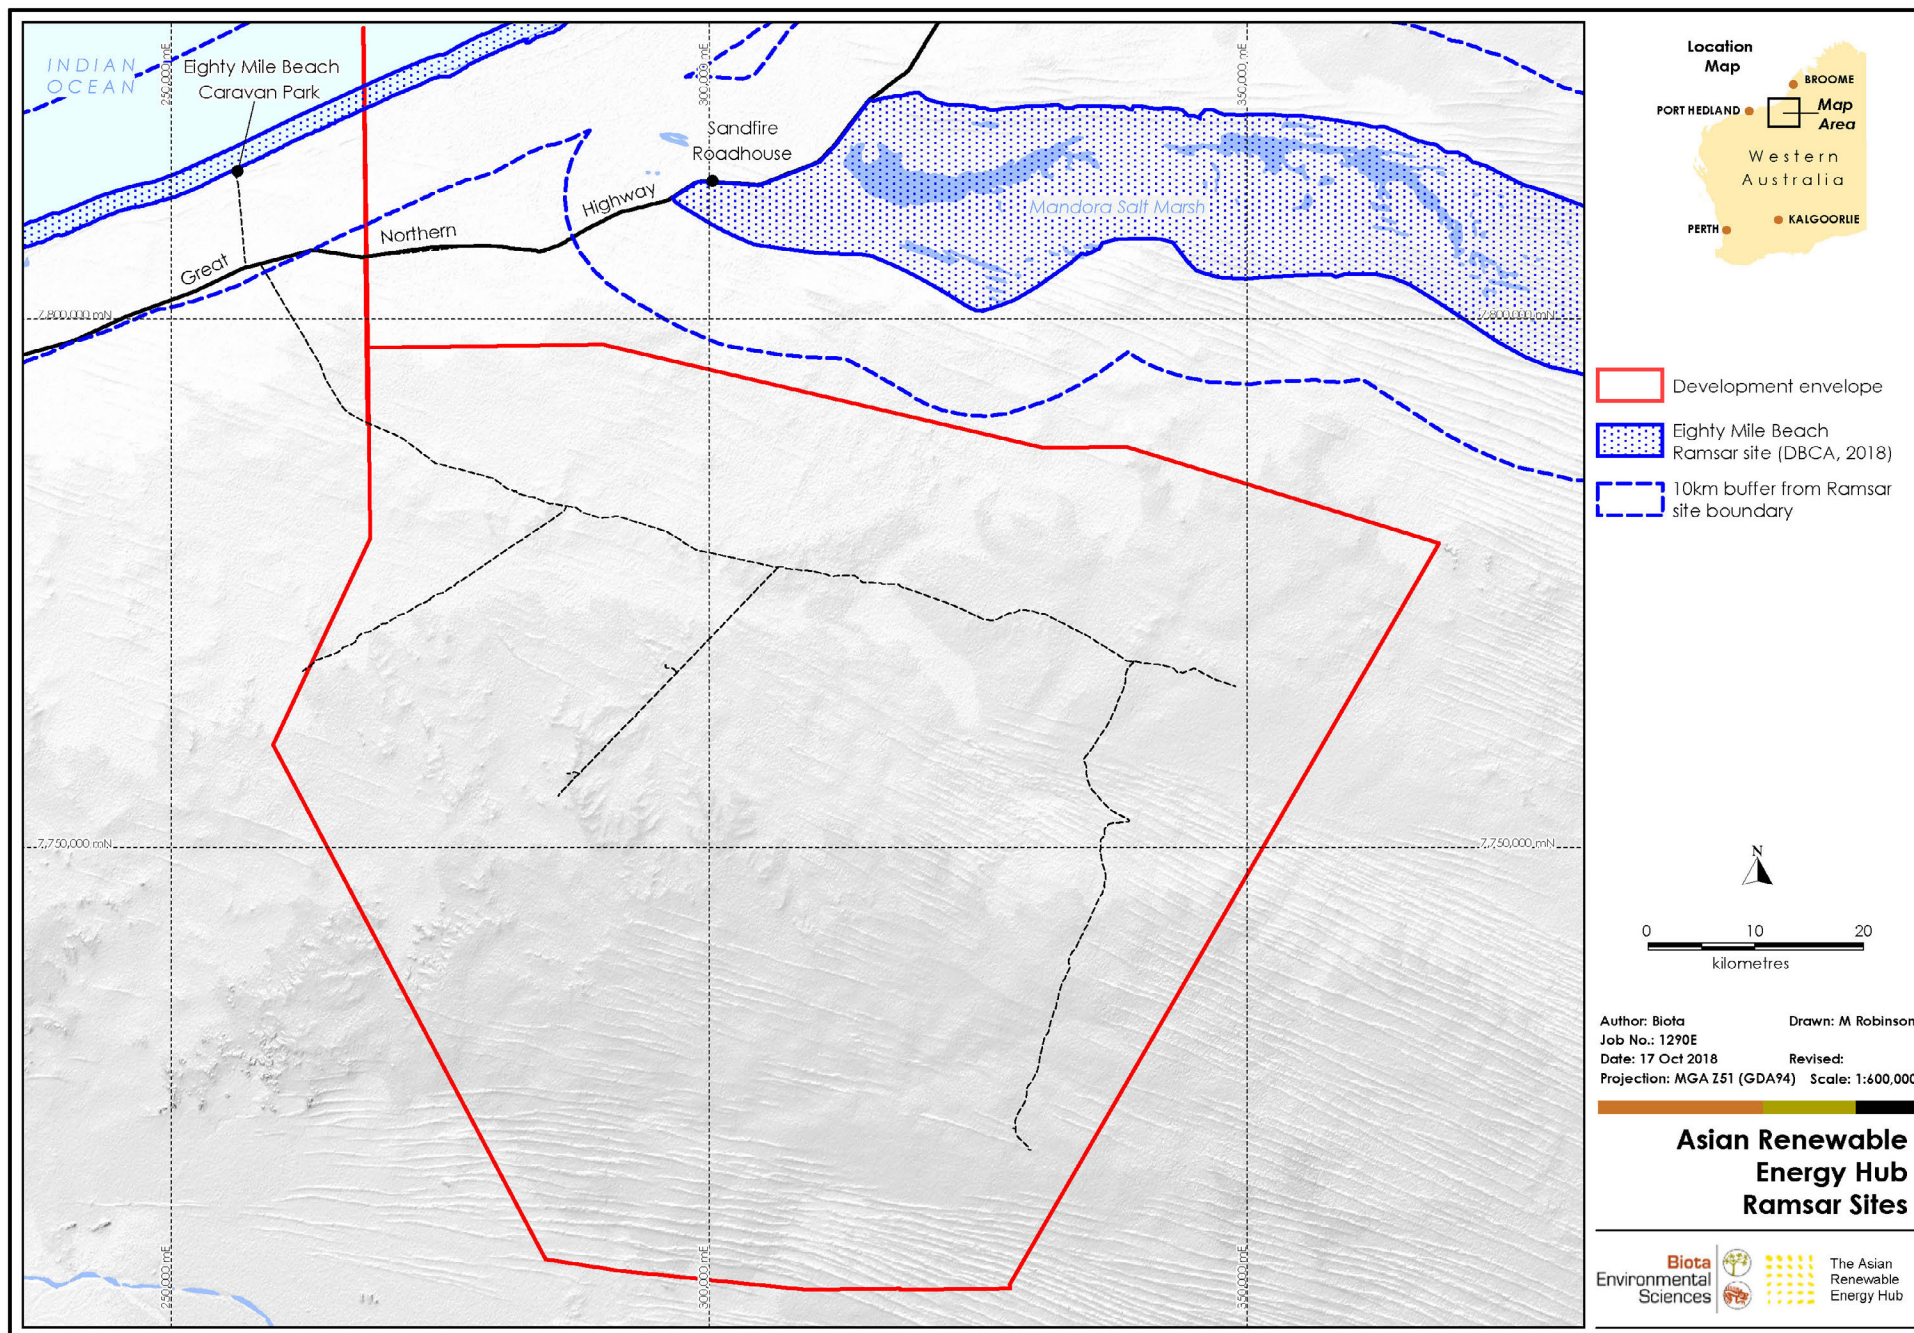 INDIAN
OCEAN
Eighty Mile Beach
Caravan Park
250,000 mE
300,000 mE
350,000 mE
Sandfire
Roadhouse
Highway
Northern
Great
Mandora Salt Marsh
7,800,000 mN
7,800,000 mN
7,750,000 mN
7,750,000 mN
250,000 mE
300,000 mE
350,000 mE
Location
Map
BROOME
PORT HEDLAND
Map
Area
Western
Australia
KALGOORLIE
PERTH
Development envelope
Eighty Mile Beach
Ramsar site (DBCA, 2018)
10km buffer from Ramsar
site boundary
N
0 10 20
kilometres
Author: Biota Drawn: M Robinson
Job No.: 1290E
Date: 17 Oct 2018 Revised:
Projection: MGA Z51 (GDA94) Scale: 1:600,000
Asian Renewable
Energy Hub
Ramsar Sites
Biota
Environmental
Sciences
The Asian
Renewable
Energy Hub